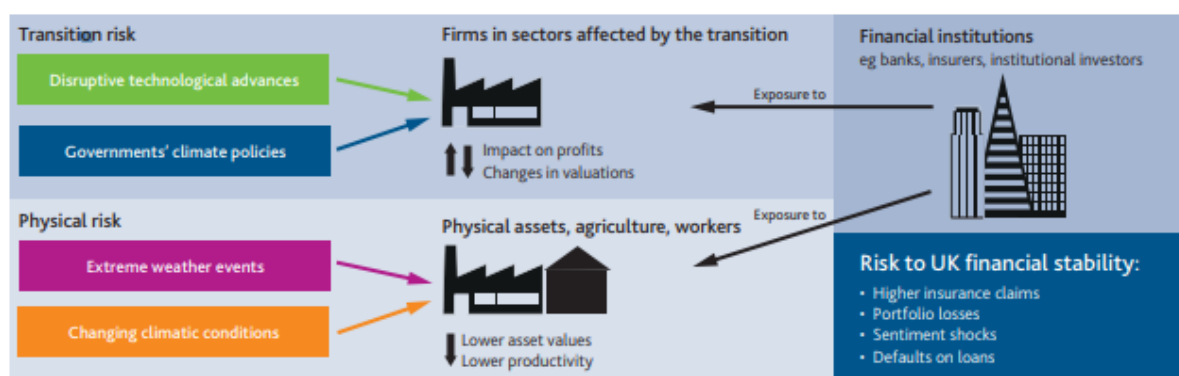 Transition risk
Disruptive technological advances
Governments' climate policies
Firms in sectors affected by the transition
Impact on profits
Changes in valuations
Exposure to
Financial institutions
eg banks, insurers, institutional investors
Physical risk
Extreme weather events
Changing climatic conditions
Physical assets, agriculture, workers
Lower asset values
Lower productivity
Exposure to
Risk to UK financial stability:
• Higher insurance claims
• Portfolio losses
• Sentiment shocks
• Defaults on loans